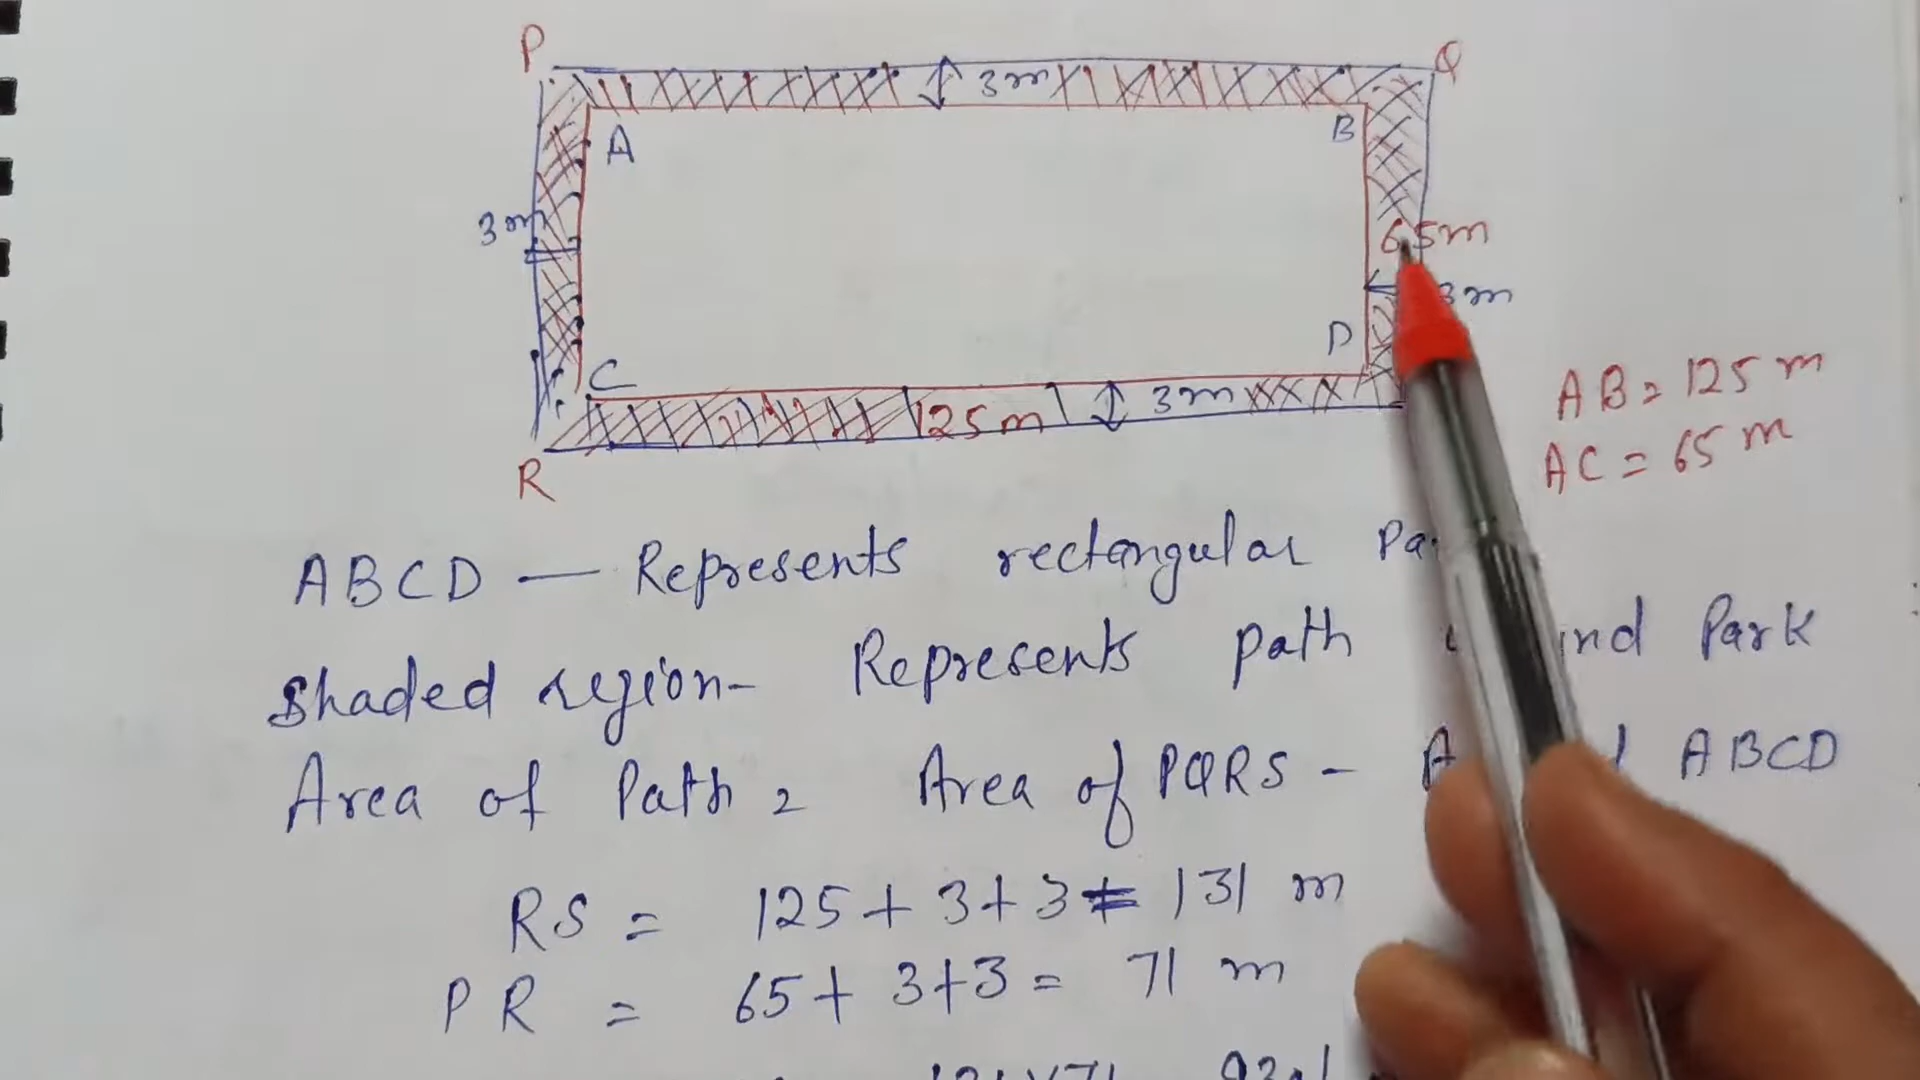 P
Q
3m
A
B
3m
65m
3m
D
C
125m
3m
R
AB = 125 m
AC = 65 m
ABCD — Represents rectangular
Shaded region - Represents path Park
Area of Path = Area of PQRS - ABCD
RS = 125 + 3 + 3 = 131 m
PR = 65 + 3 + 3 = 71 m